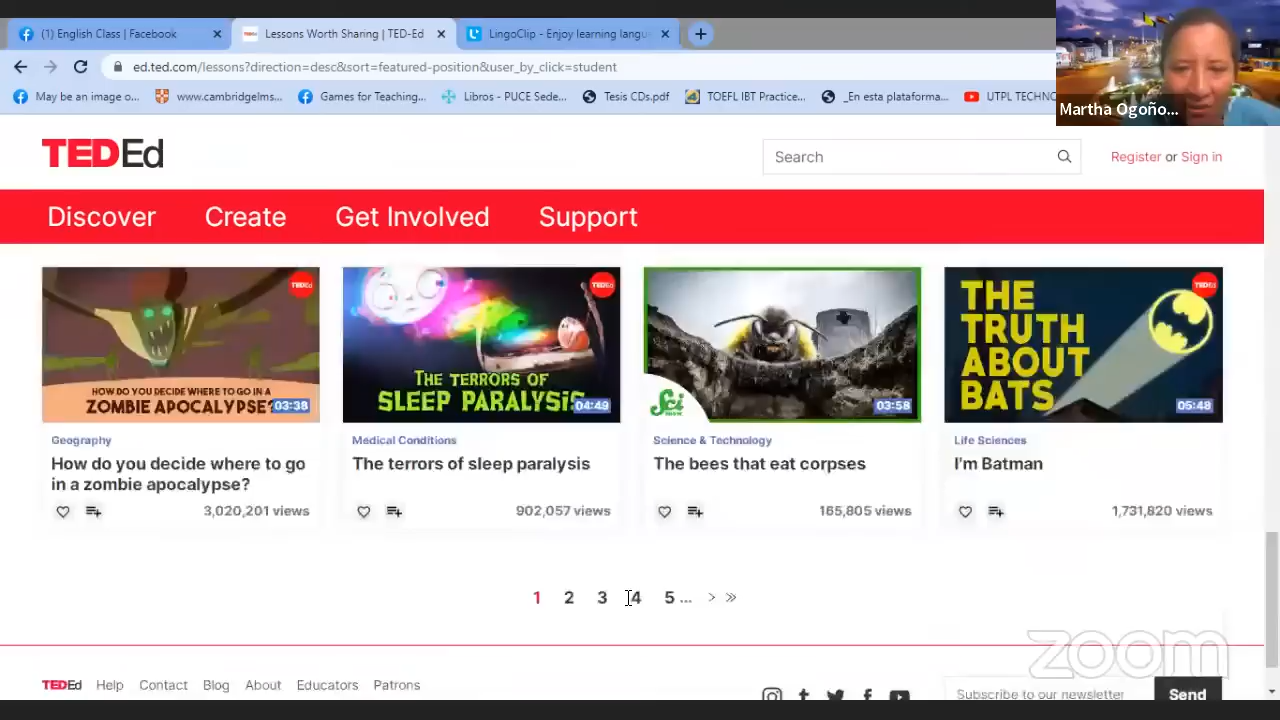 (1) English Class | Facebook
Lessons Worth Sharing | TED-Ed
LingoClip - Enjoy learning langu
ed.ted.com/lessons?direction=desc&sort=featured-position&user_by_click=student
May be an image o...
www.cambridgelms...
Games for Teaching...
Libros - PUCE Sede...
Tesis CDs.pdf
TOEFL IBT Practice...
_En esta plataforma...
UTPL TECHNO
Martha Ogoño...
TEDEd
Search
Register or Sign in
Discover
Create
Get Involved
Support
HOW DO YOU DECIDE WHERE TO GO IN A
ZOMBIE APOCALYPSE?
03:38
TEDEd
THE TERRORS OF
SLEEP PARALYSIS
04:49
TEDEd
Sci
03:58
THE
TRUTH
ABOUT
BATS
05:48
TEDEd
Geography
How do you decide where to go
in a zombie apocalypse?
3,020,201 views
Medical Conditions
The terrors of sleep paralysis
902,057 views
Science & Technology
The bees that eat corpses
165,805 views
Life Sciences
I'm Batman
1,731,820 views
1 2 3 4 5 ... > »
zoom
TEDEd Help Contact Blog About Educators Patrons
Subscribe to our newsletter
Send